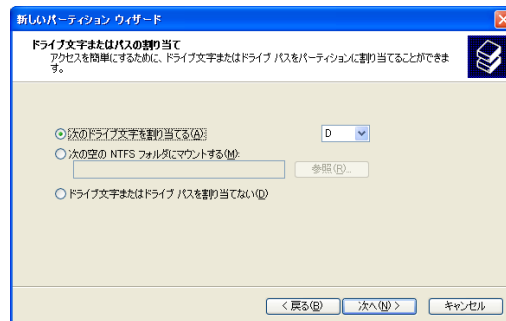 新しいパーティション ウィザード
ドライブ文字またはパスの割り当て
アクセスを簡単にするために、ドライブ文字またはドライブ パスをパーティションに割り当てることができま
す。
次のドライブ文字を割り当てる(A)
D
次の空の NTFS フォルダにマウントする(M):
参照(R)...
ドライブ文字またはドライブ パスを割り当てない(D)
< 戻る(B)
次へ(N) >
キャンセル